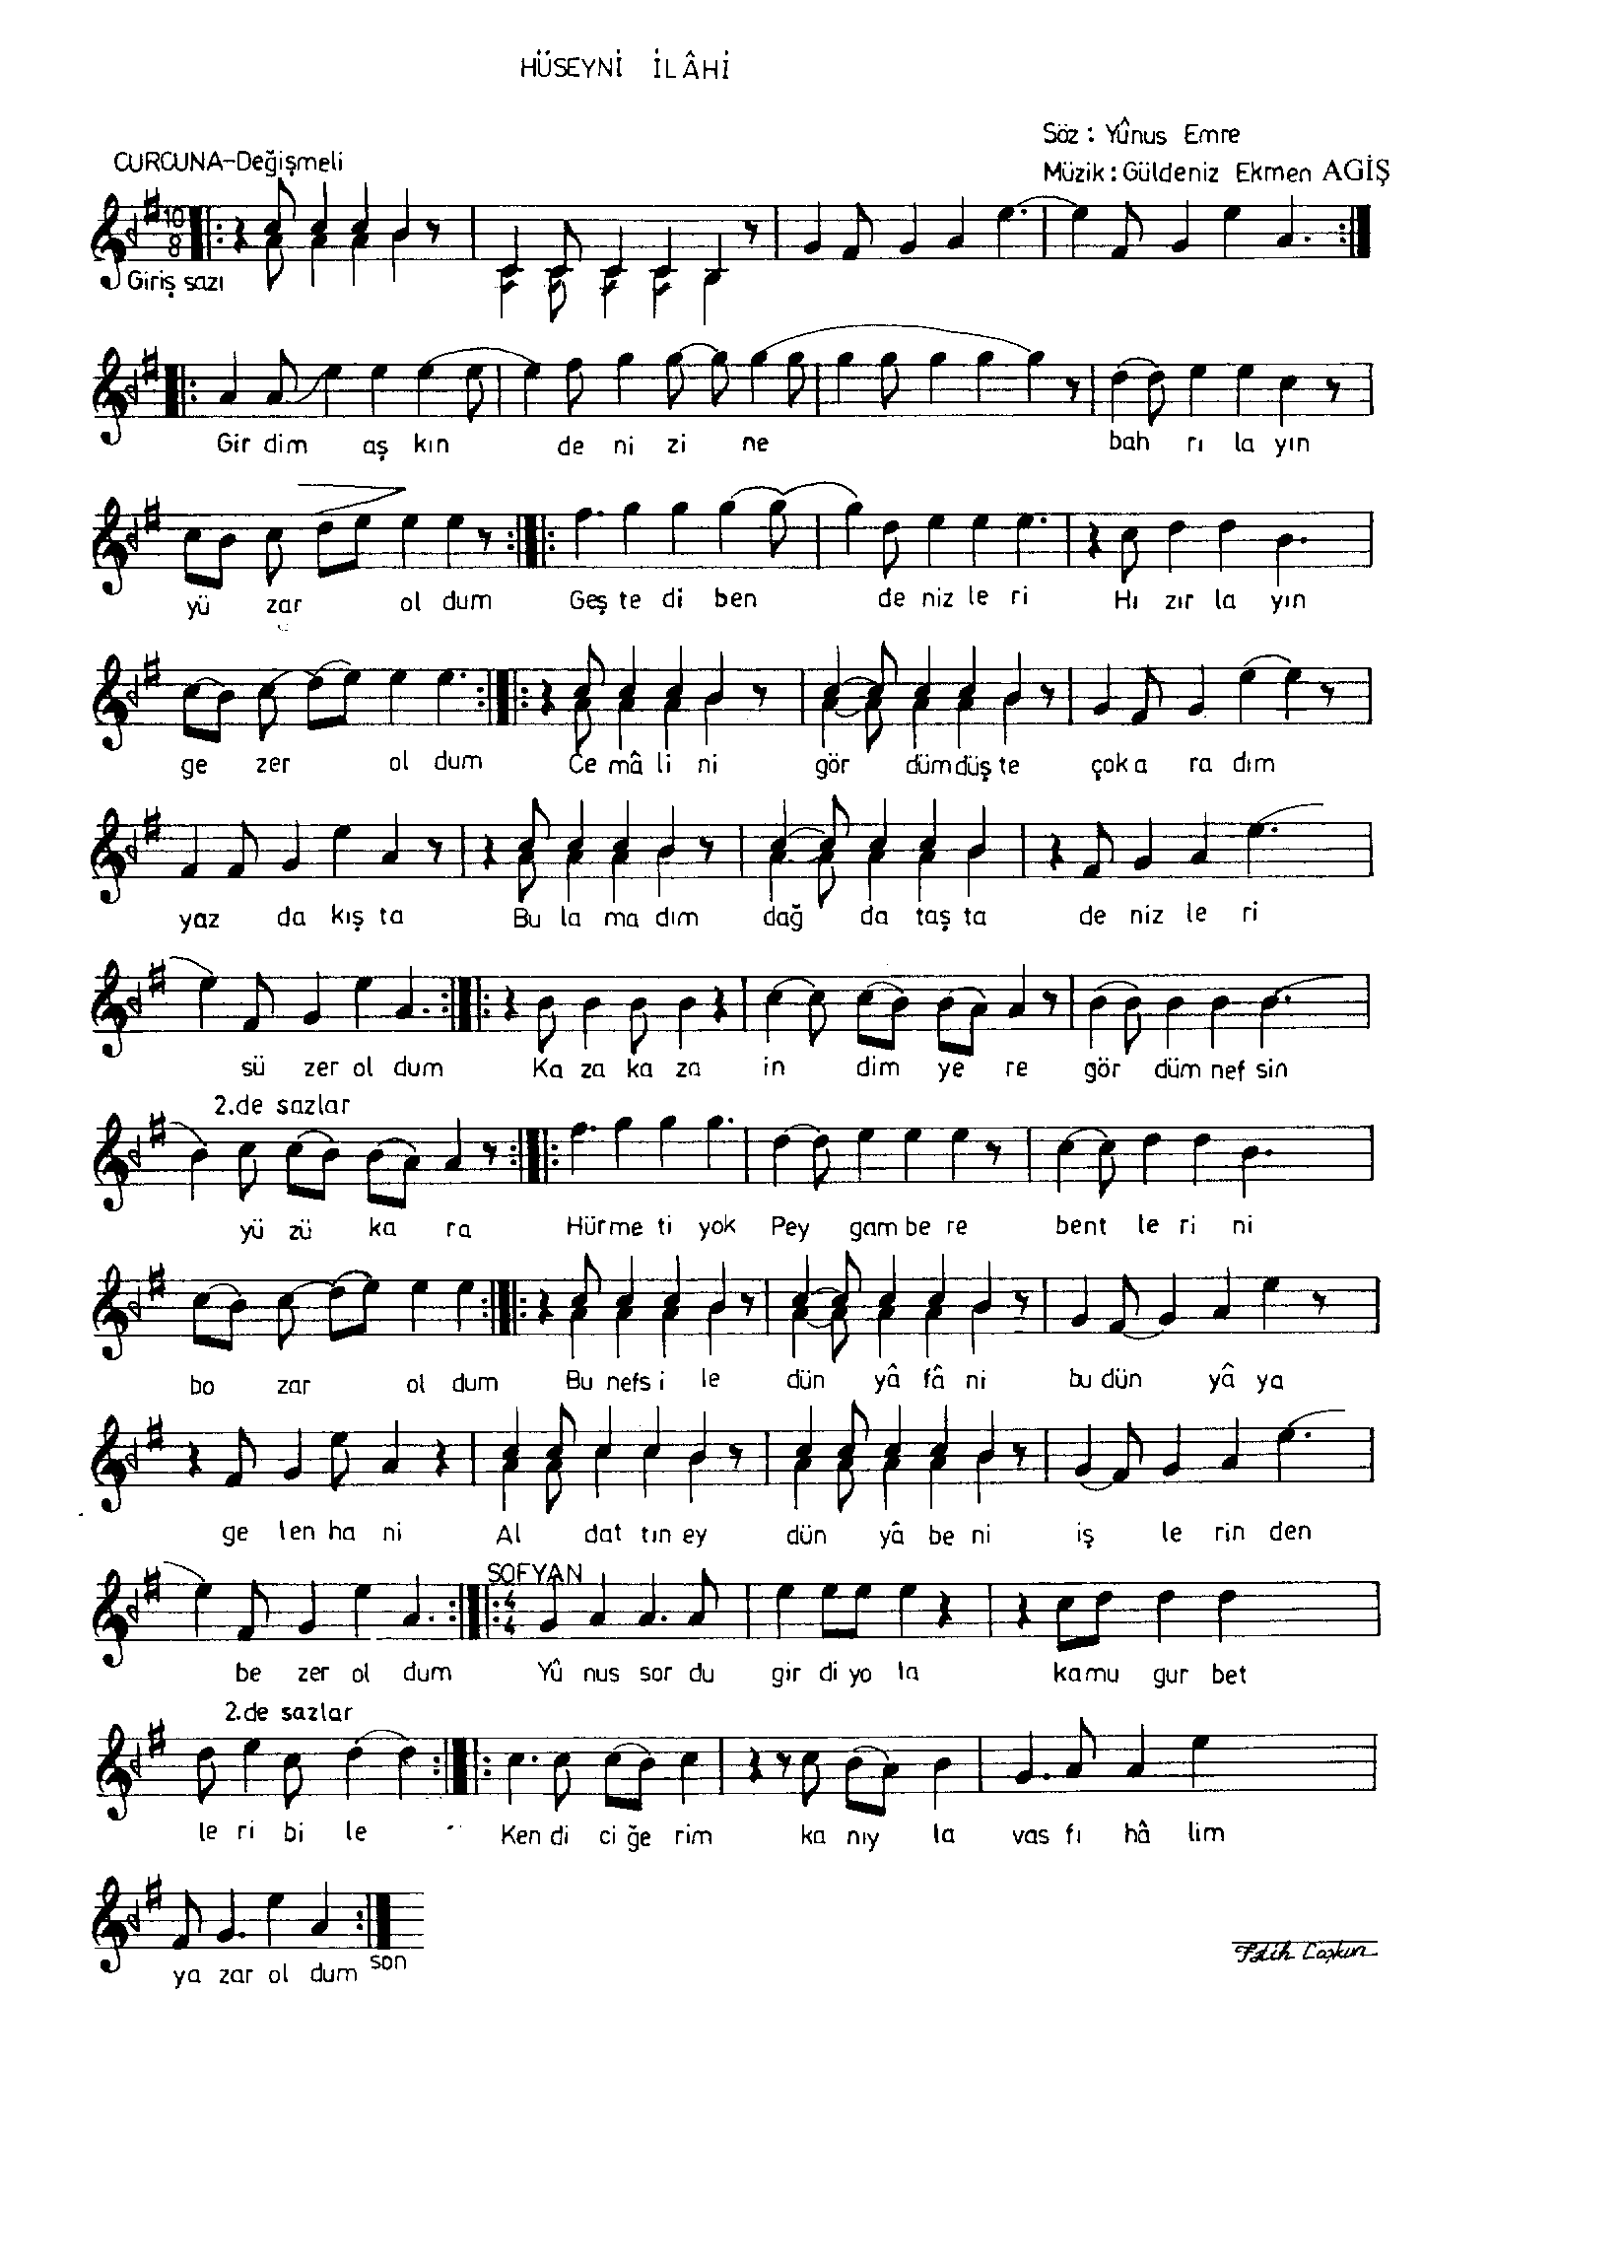 HÜSEYNİ İLÂHİ
Söz : Yûnus Emre
CURCUNA-Değişmeli
Müzik : Güldeniz Ekmen AGİŞ
10
8
Giriş sazı
Gir dim aş kın de ni zi ne bah rı la yın
yü zar ol dum Geş te di ben de niz le ri Hı zır la yın
ge zer ol dum Ce mâ li ni gör düm düş te çok a ra dım
yaz da kış ta Bu la ma dım dağ da taş ta de niz le ri
sü zer ol dum Ka za ka za in dim ye re gör düm nef sin
2.de sazlar
yü zü ka ra Hür me ti yok Pey gam be re bent le ri ni
bo zar ol dum Bu nefs i le dün yâ fâ ni bu dün yâ ya
ge len ha ni Al dat tın ey dün yâ be ni iş le rin den
SOFYAN
4
4
be zer ol dum Yû nus sor du gir di yo la kamu gur bet
2.de sazlar
le ri bi le Ken di ci ğe rim ka nıy la vas fı hâ lim
ya zar ol dum son